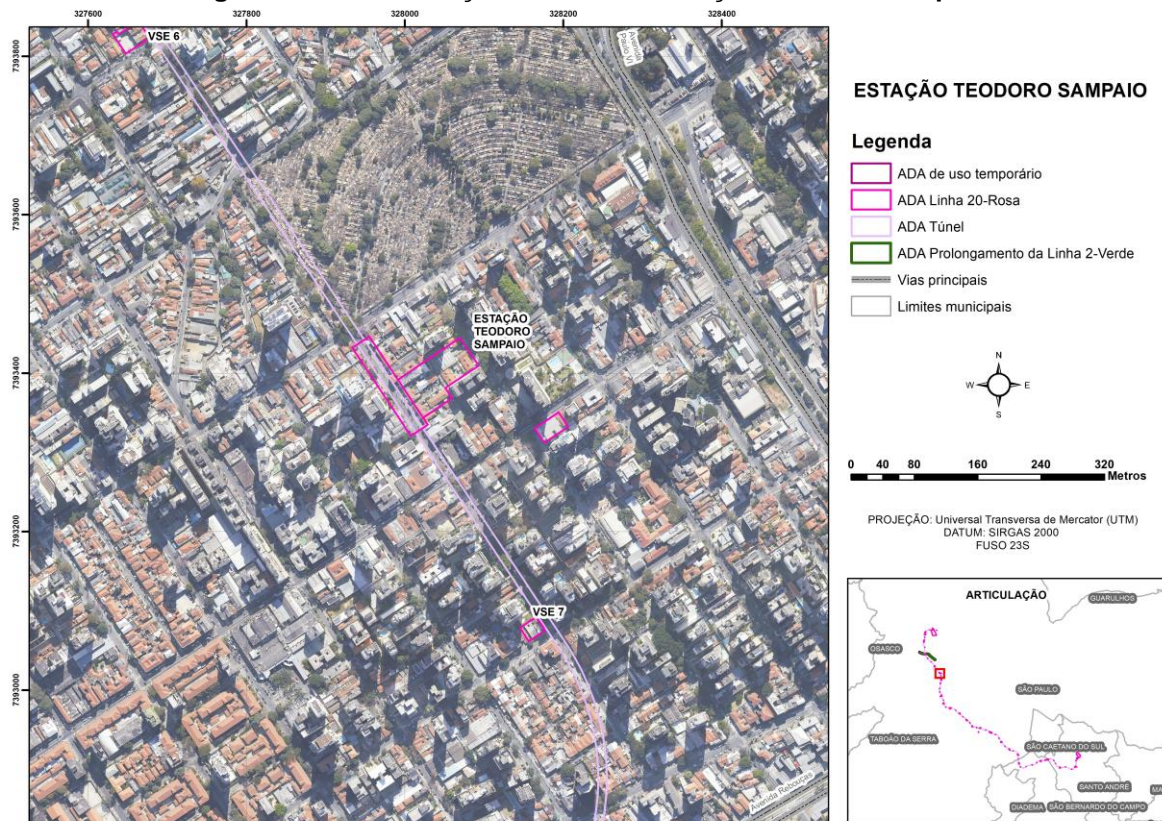 327600 327800 328000 328200 328400
7393800
7393600
7393400
7393200
7393000
VSE 6
Avenida
Paulo VI
ESTAÇÃO
TEODORO
SAMPAIO
VSE 7
Avenida Rebouças
ESTAÇÃO TEODORO SAMPAIO
Legenda
ADA de uso temporário
ADA Linha 20-Rosa
ADA Túnel
ADA Prolongamento da Linha 2-Verde
Vias principais
Limites municipais
N
W E
S
0 40 80 160 240 320
Metros
PROJEÇÃO: Universal Transversa de Mercator (UTM)
DATUM: SIRGAS 2000
FUSO 23S
ARTICULAÇÃO
GUARULHOS
OSASCO
SÃO PAULO
TABOÃO DA SERRA
SÃO CAETANO DO SUL
SANTO ANDRÉ
MA
DIADEMA
SÃO BERNARDO DO CAMPO